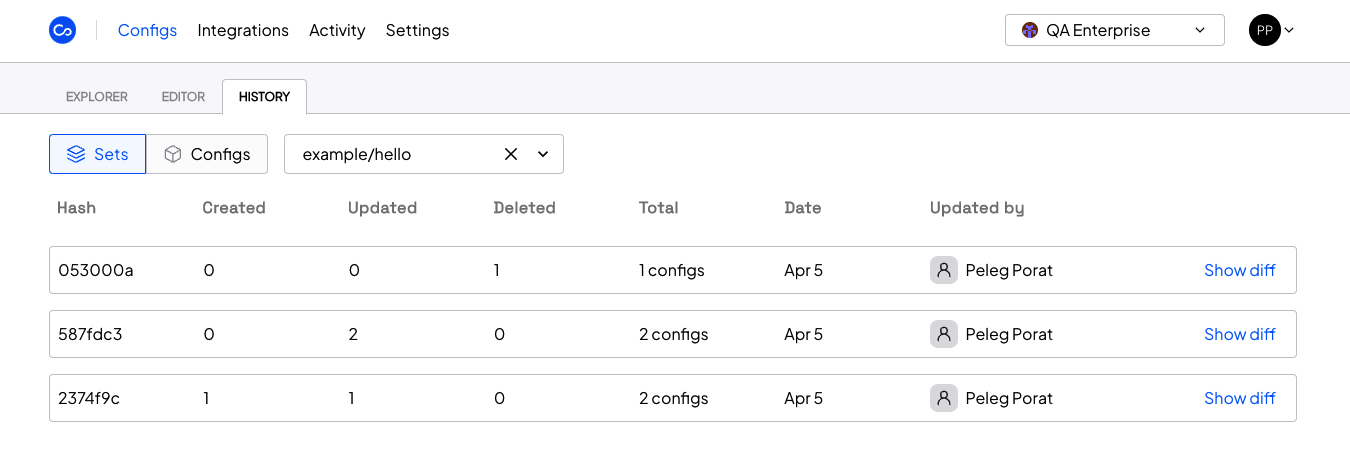 Configs Integrations Activity Settings QA Enterprise PP
EXPLORER EDITOR HISTORY
Sets Configs example/hello
Hash Created Updated Deleted Total Date Updated by
053000a 0 0 1 1 configs Apr 5 Peleg Porat Show diff
587fdc3 0 2 0 2 configs Apr 5 Peleg Porat Show diff
2374f9c 1 1 0 2 configs Apr 5 Peleg Porat Show diff